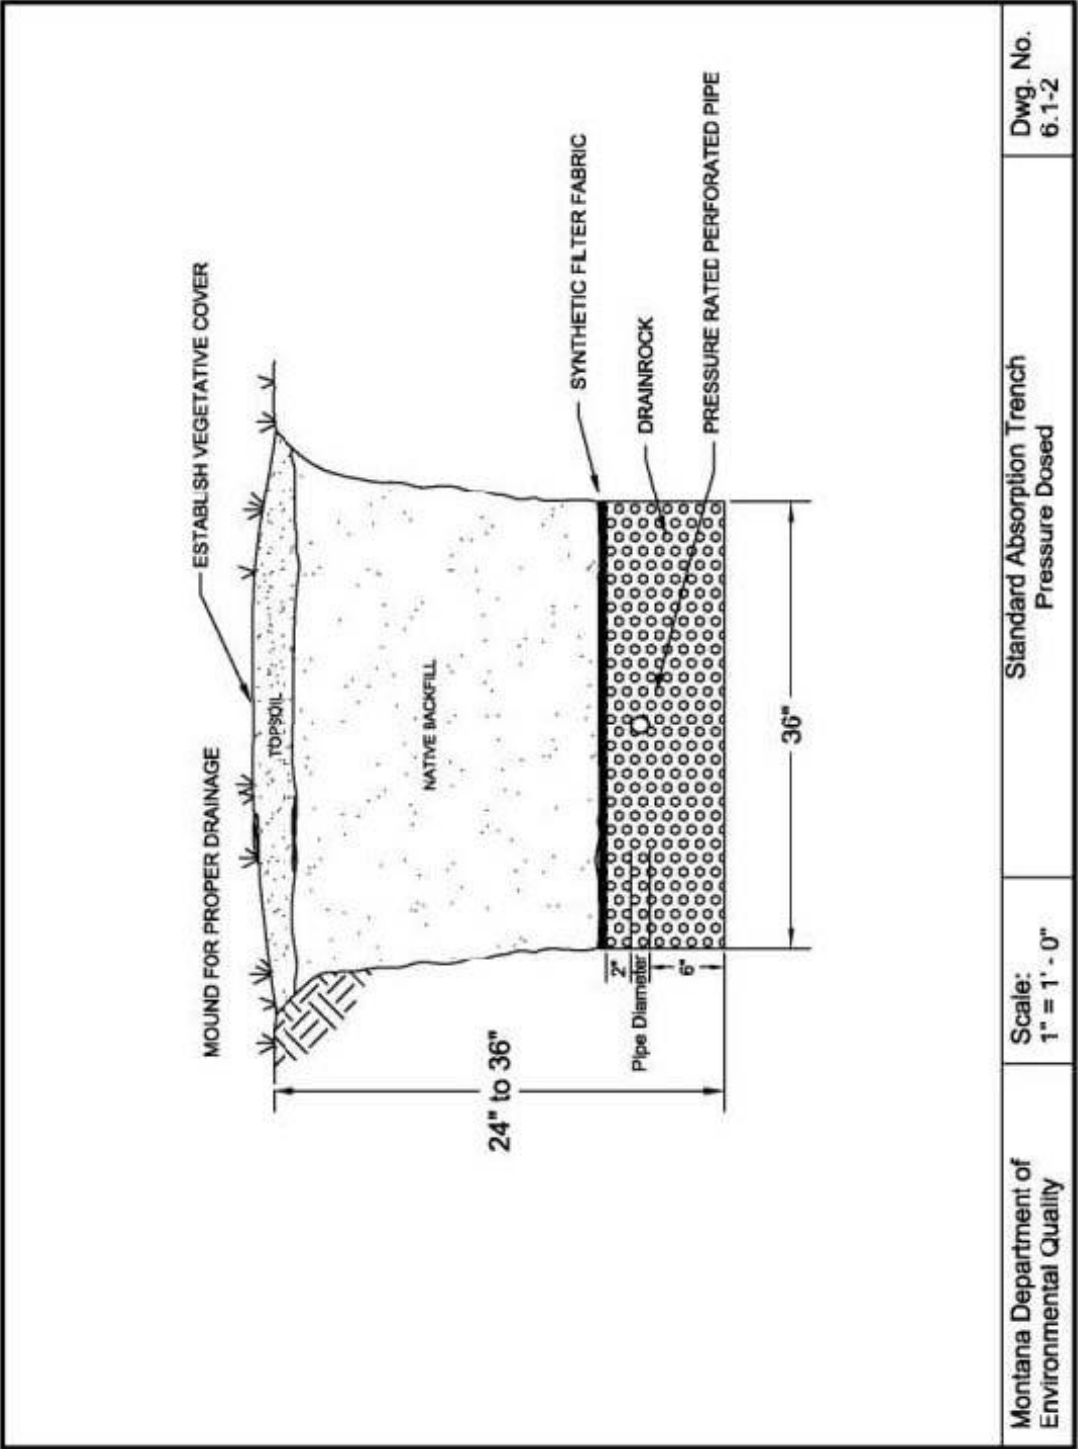 MOUND FOR PROPER DRAINAGE
ESTABLISH VEGETATIVE COVER
TOPSOIL
NATIVE BACKFILL
24" to 36"
SYNTHETIC FILTER FABRIC
2"
Pipe Diameter
DRAINROCK
6"
PRESSURE RATED PERFORATED PIPE
36"
Montana Department of
Environmental Quality
Scale:
1" = 1' - 0"
Standard Absorption Trench
Pressure Dosed
Dwg. No.
6.1-2